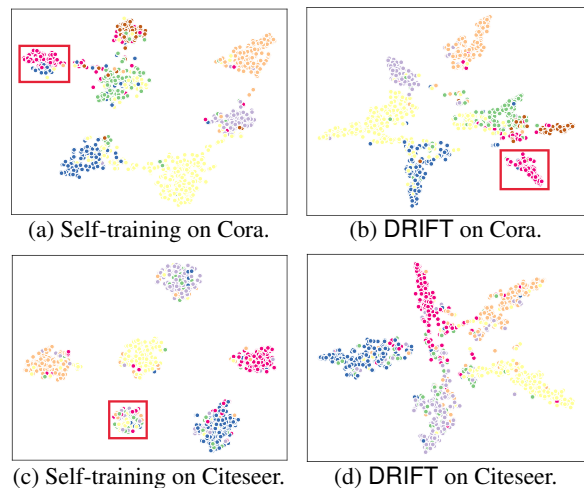 (a) Self-training on Cora.
(b) DRIFT on Cora.
(c) Self-training on Citeseer.
(d) DRIFT on Citeseer.